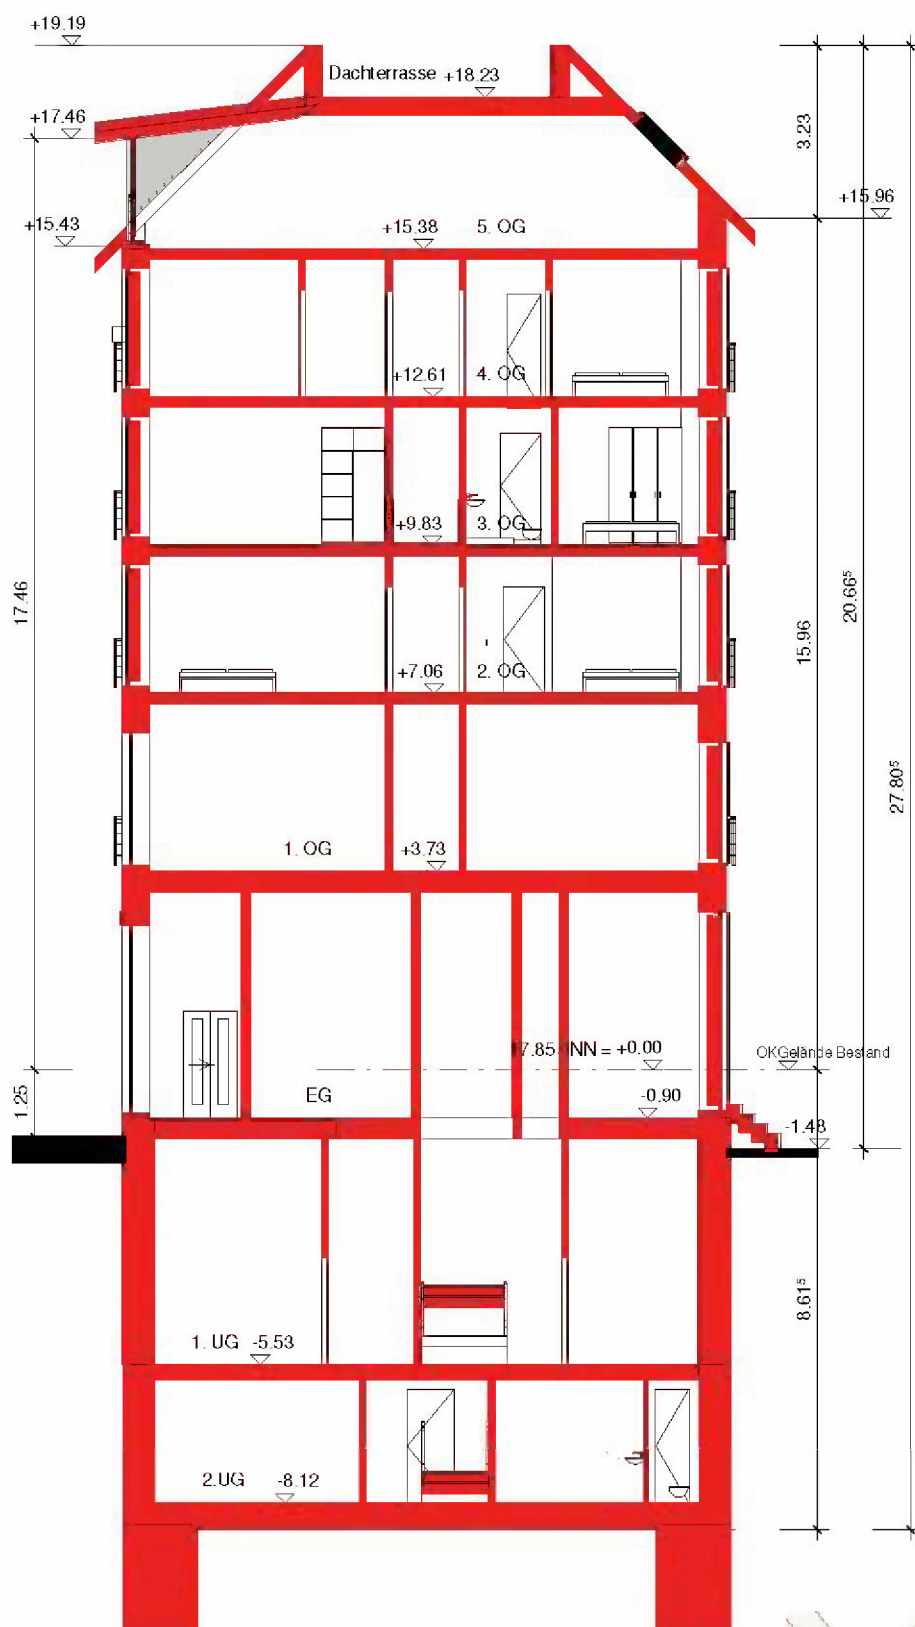 +19.19
Dachterrasse +18.23
+17.46
3.23
+15.96
+15.43
+15.38 5. OG
+12.61 4. OG
+9.83 3. OG
17.46
20.66⁵
15.96
+7.06 2. OG
27.80⁵
1. OG +3.73
7.85 NN = +0.00
OKGelände Bestand
1.25
EG
-0.90
-1.48
8.61⁵
1. UG -5.53
2.UG -8.12